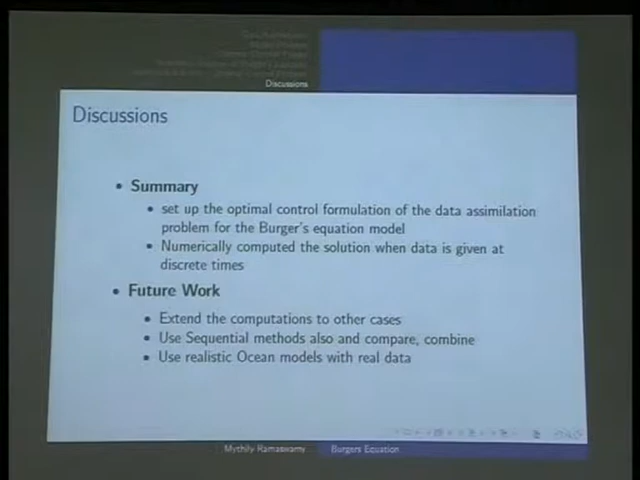 Discussions
Discussions
• Summary
• set up the optimal control formulation of the data assimilation
problem for the Burger's equation model
• Numerically computed the solution when data is given at
discrete times
• Future Work
• Extend the computations to other cases
• Use Sequential methods also and compare, combine
• Use realistic Ocean models with real data
Mythily Ramaswamy Burgers Equation